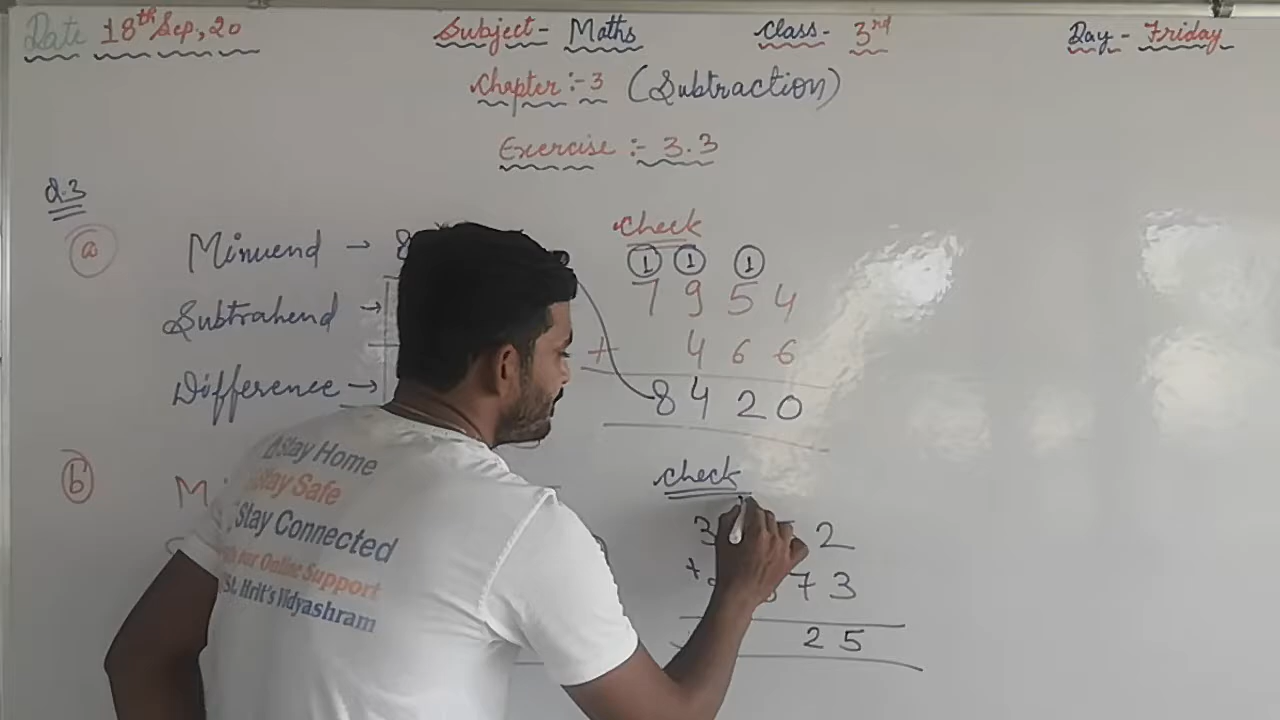 Date 18th Sep, 20 Subject- Maths Class- 3rd Day - Friday
Chapter :- 3 (Subtraction)
Exercise :- 3.3
Q.3
check
a Minuend → 8
1 1 1
7 9 5 4
Subtrahend →
+ 4 6 6
Difference →
8 4 2 0
b M
check
3 2
+ 7 3
2 5
Stay Home
Stay Safe
Stay Connected
for Online Support
St. Hrit's Vidyashram